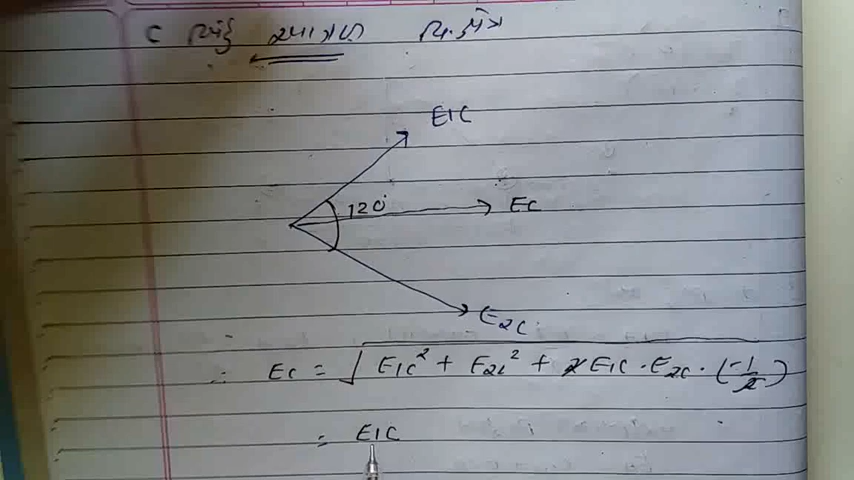 E1C
120°
EC
E2C
∴ EC = √(E1C² + E2C² + 2E1C · E2C · (-1/2))
= E1C